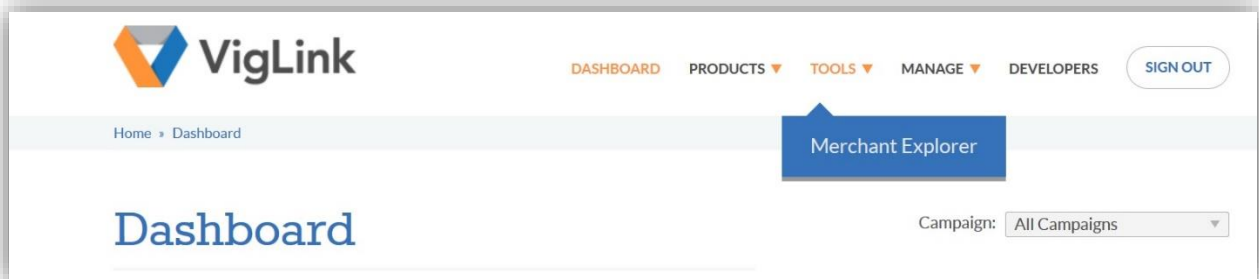 VigLink
DASHBOARD PRODUCTS TOOLS MANAGE DEVELOPERS SIGN OUT
Home » Dashboard
Merchant Explorer
Dashboard
Campaign: All Campaigns